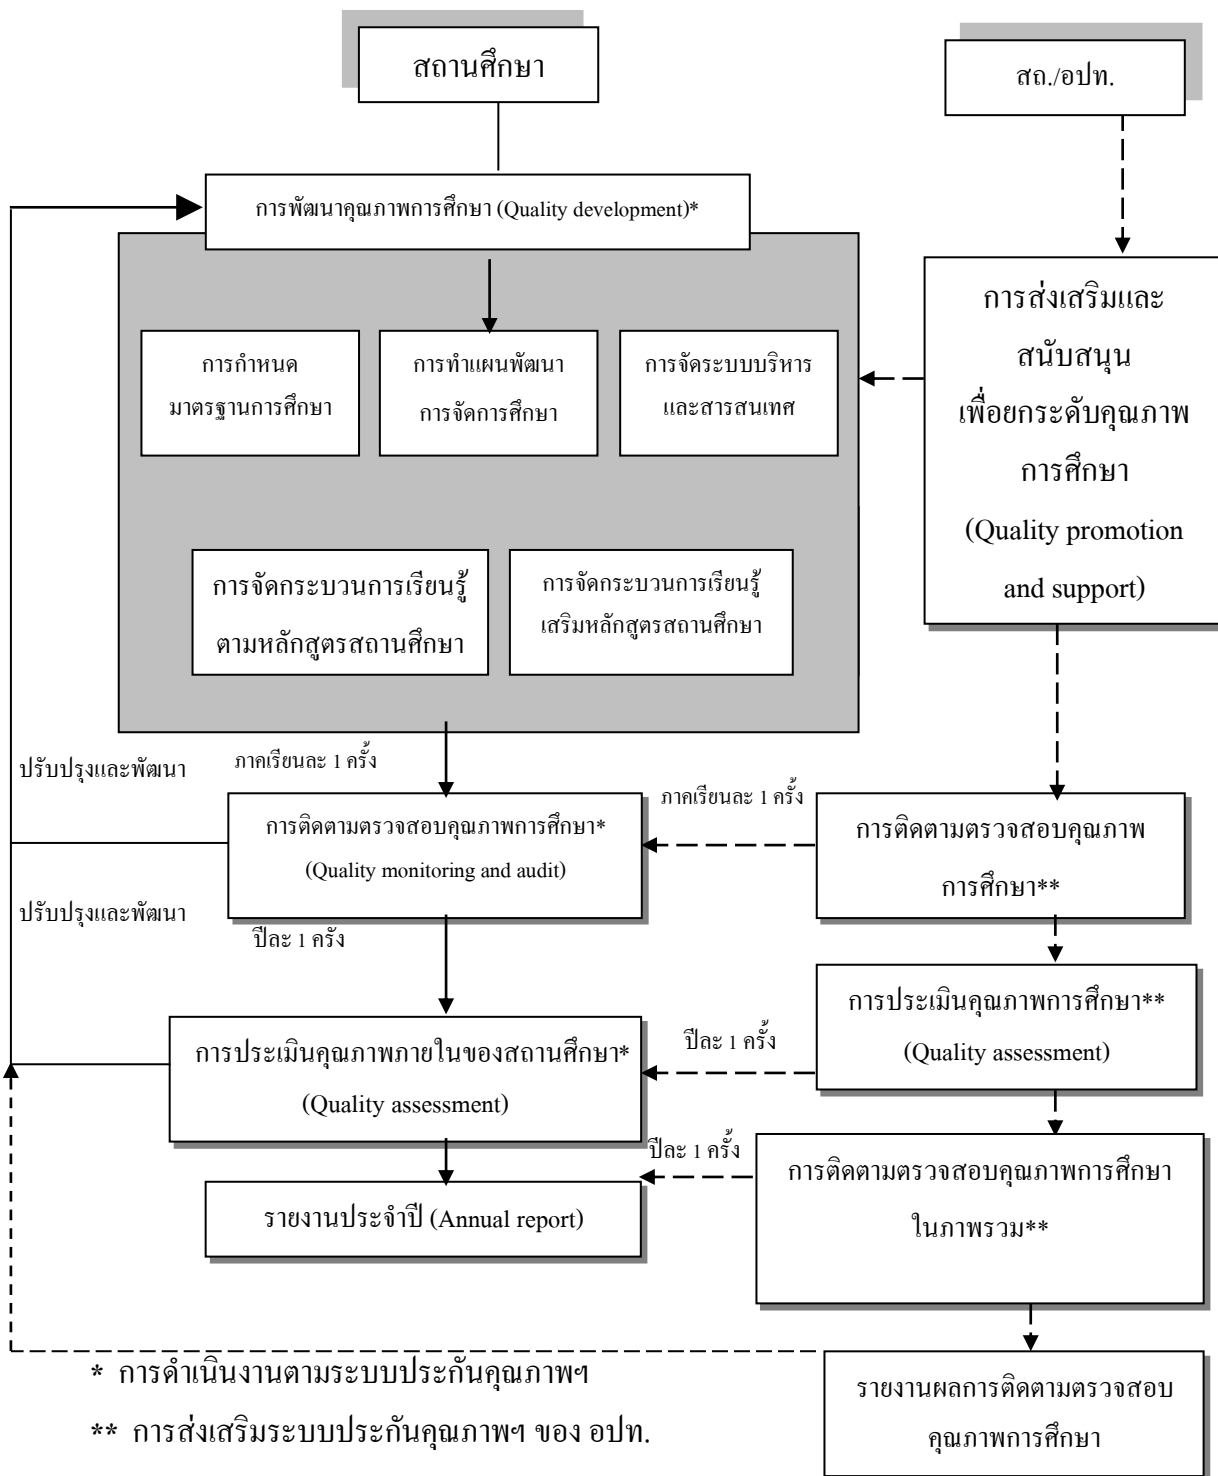 สถานศึกษา
สถ./อปท.
การพัฒนาคุณภาพการศึกษา (Quality development)*
การกำหนด
มาตรฐานการศึกษา
การทำแผนพัฒนา
การจัดการศึกษา
การจัดระบบบริหาร
และสารสนเทศ
การส่งเสริมและ
สนับสนุน
เพื่อยกระดับคุณภาพ
การศึกษา
(Quality promotion
and support)
การจัดกระบวนการเรียนรู้
ตามหลักสูตรสถานศึกษา
การจัดกระบวนการเรียนรู้
เสริมหลักสูตรสถานศึกษา
ปรับปรุงและพัฒนา
ภาคเรียนละ 1 ครั้ง
ภาคเรียนละ 1 ครั้ง
การติดตามตรวจสอบคุณภาพการศึกษา*
(Quality monitoring and audit)
การติดตามตรวจสอบคุณภาพ
การศึกษา**
ปรับปรุงและพัฒนา
ปีละ 1 ครัง
การประเมินคุณภาพภายในของสถานศึกษา*
(Quality assessment)
ปีละ 1 ครั้ง
การประเมินคุณภาพการศึกษา**
(Quality assessment)
ปีละ 1 ครั้ง
การติดตามตรวจสอบคุณภาพการศึกษา
ในภาพรวม**
รายงานประจำปี (Annual report)
* การดำเนินงานตามระบบประกันคุณภาพฯ
** การส่งเสริมระบบประกันคุณภาพฯ ของ อปท.
รายงานผลการติดตามตรวจสอบ
คุณภาพการศึกษา